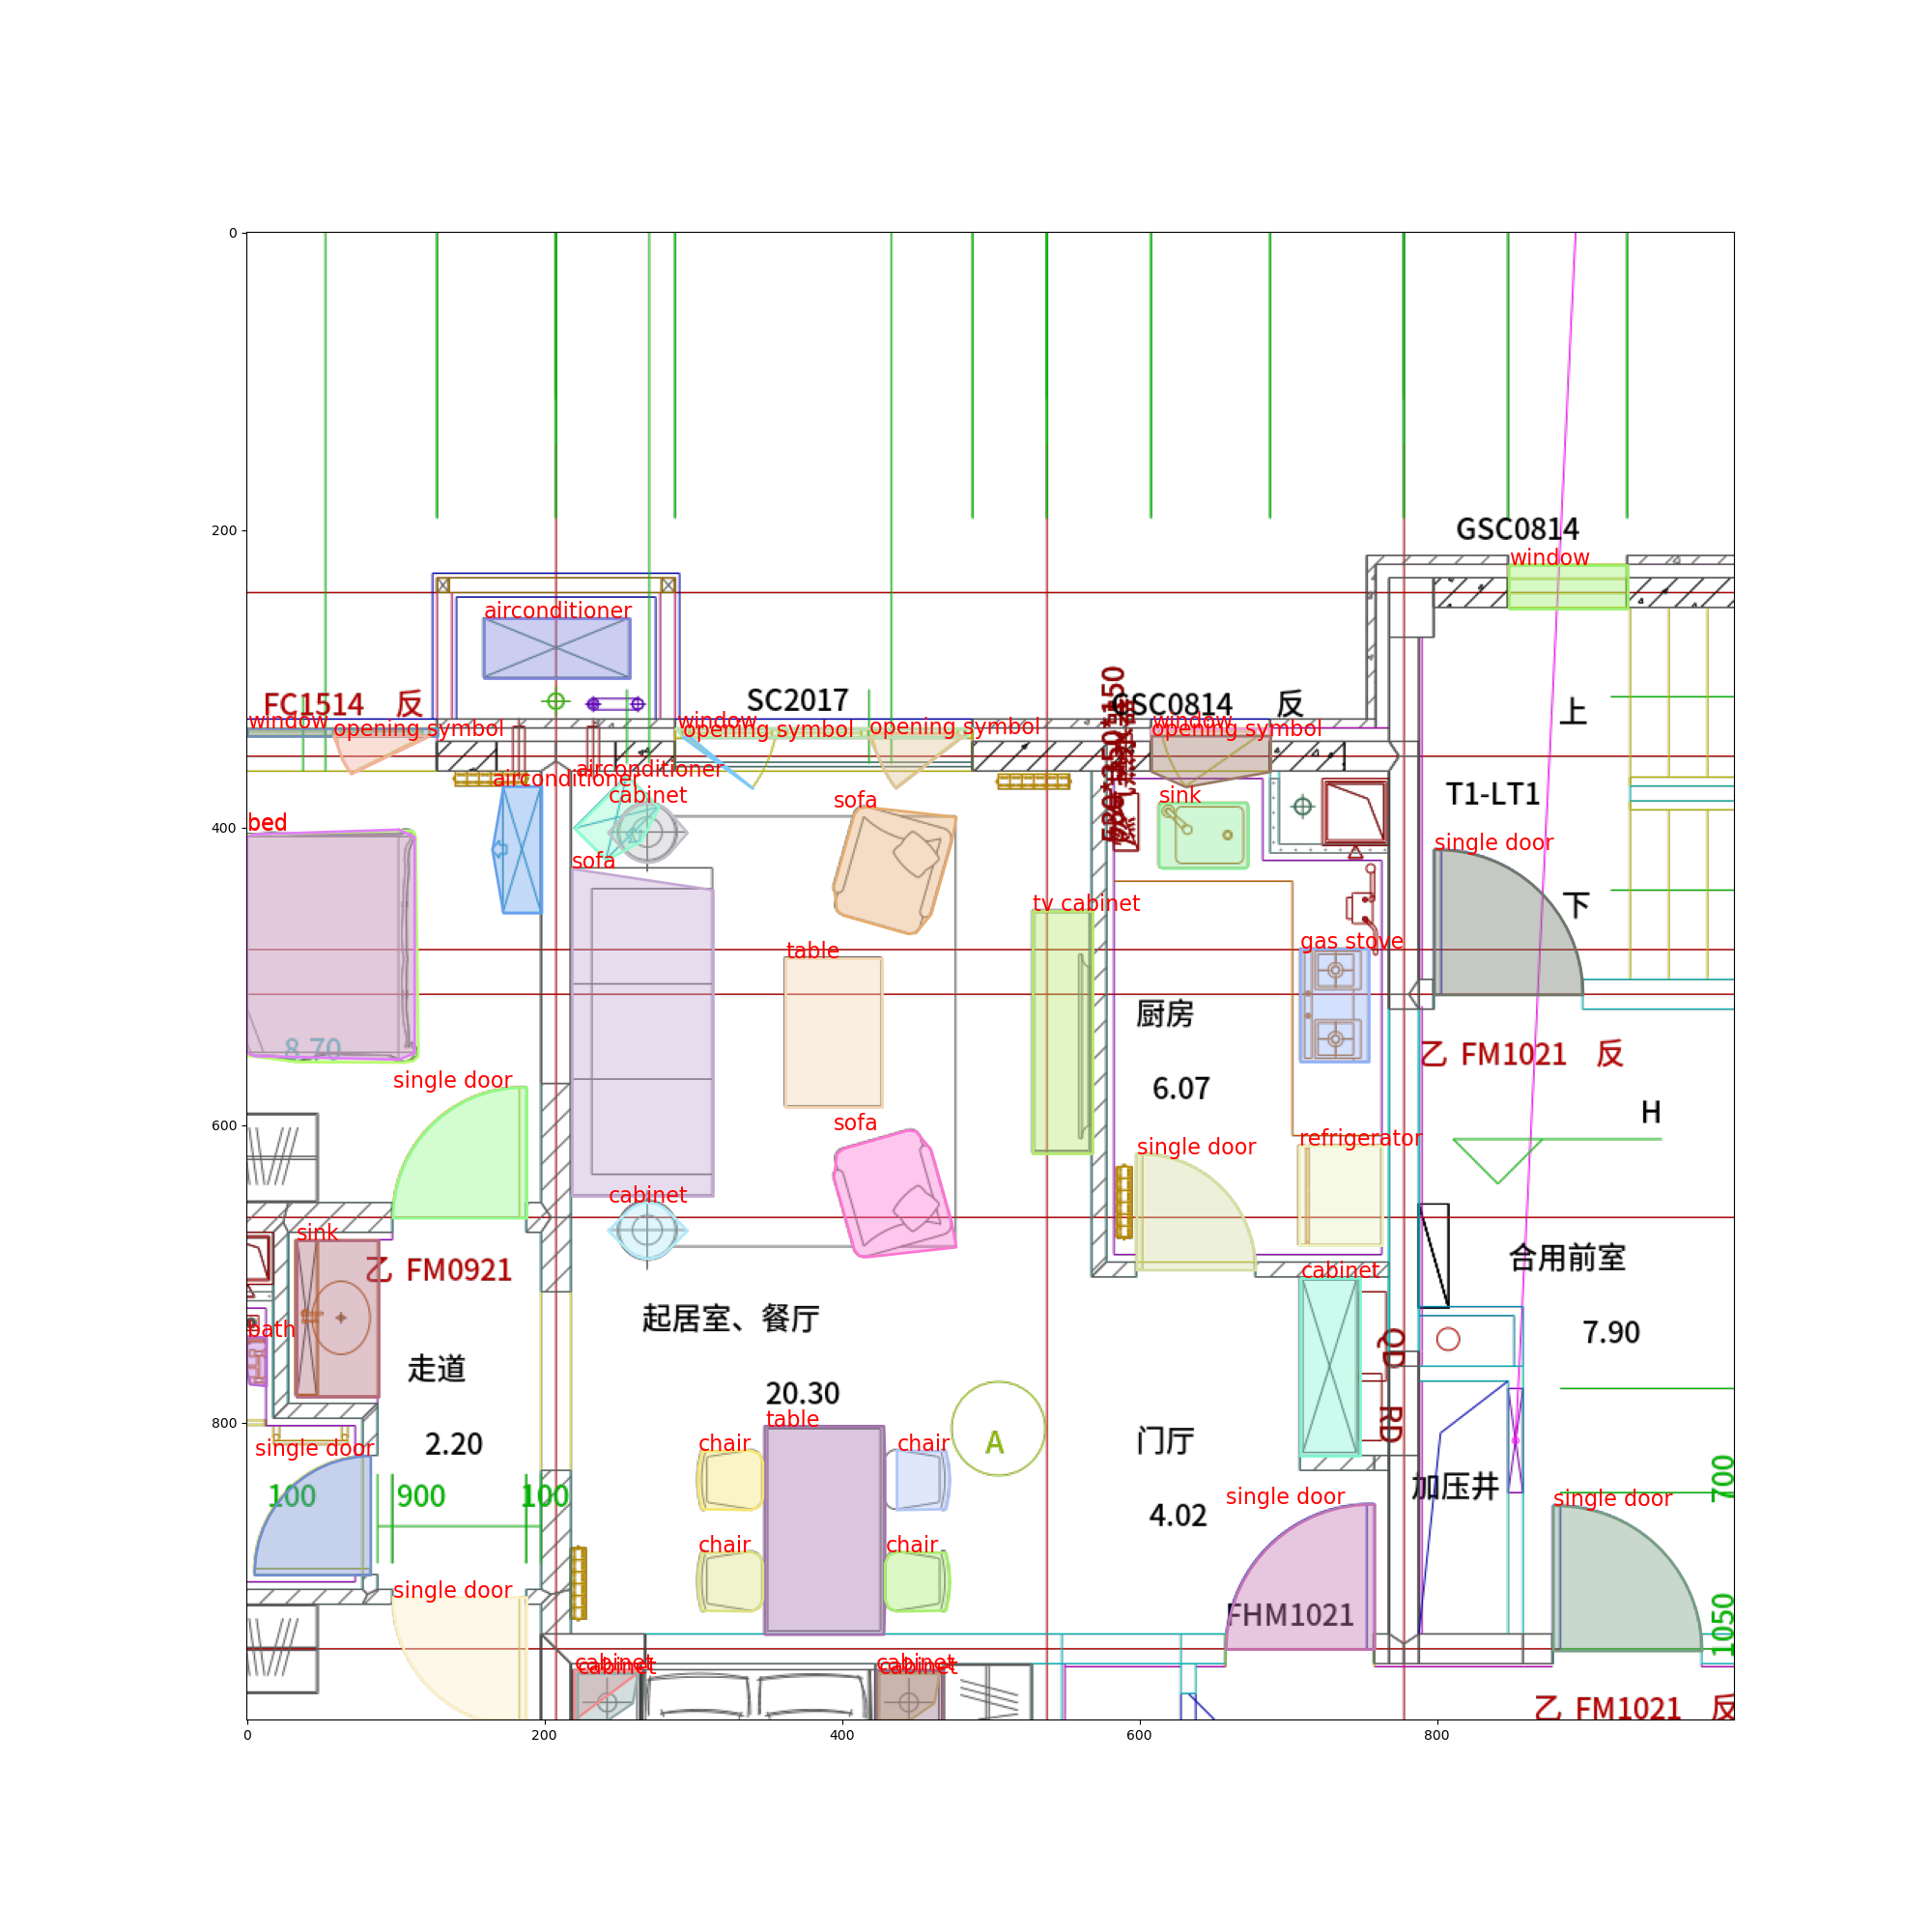 0
200
GSC0814
window
airconditioner
FC1514 反
SC2017
GSC0814 反
上
window
opening symbol
window
opening symbol
opening symbol
window
opening symbol
airconditioner
airconditioner
cabinet
sofa
sink
T1-LT1
400
bed
single door
sofa
下
tv cabinet
gas stove
table
厨房
8.70
乙 FM1021 反
single door
6.07
H
600
sofa
single door
refrigerator
cabinet
sink
乙 FM0921
合用前室
cabinet
起居室、餐厅
bath
QD
7.90
走道
20.30
RD
800
table
2.20
chair
chair
A
门厅
single door
加压井
100
900
100
700
single door
single door
4.02
chair
chair
single door
FHM1021
1050
cabinet
cabinet
cabinet
cabinet
乙 FM1021 反
0
200
400
600
800